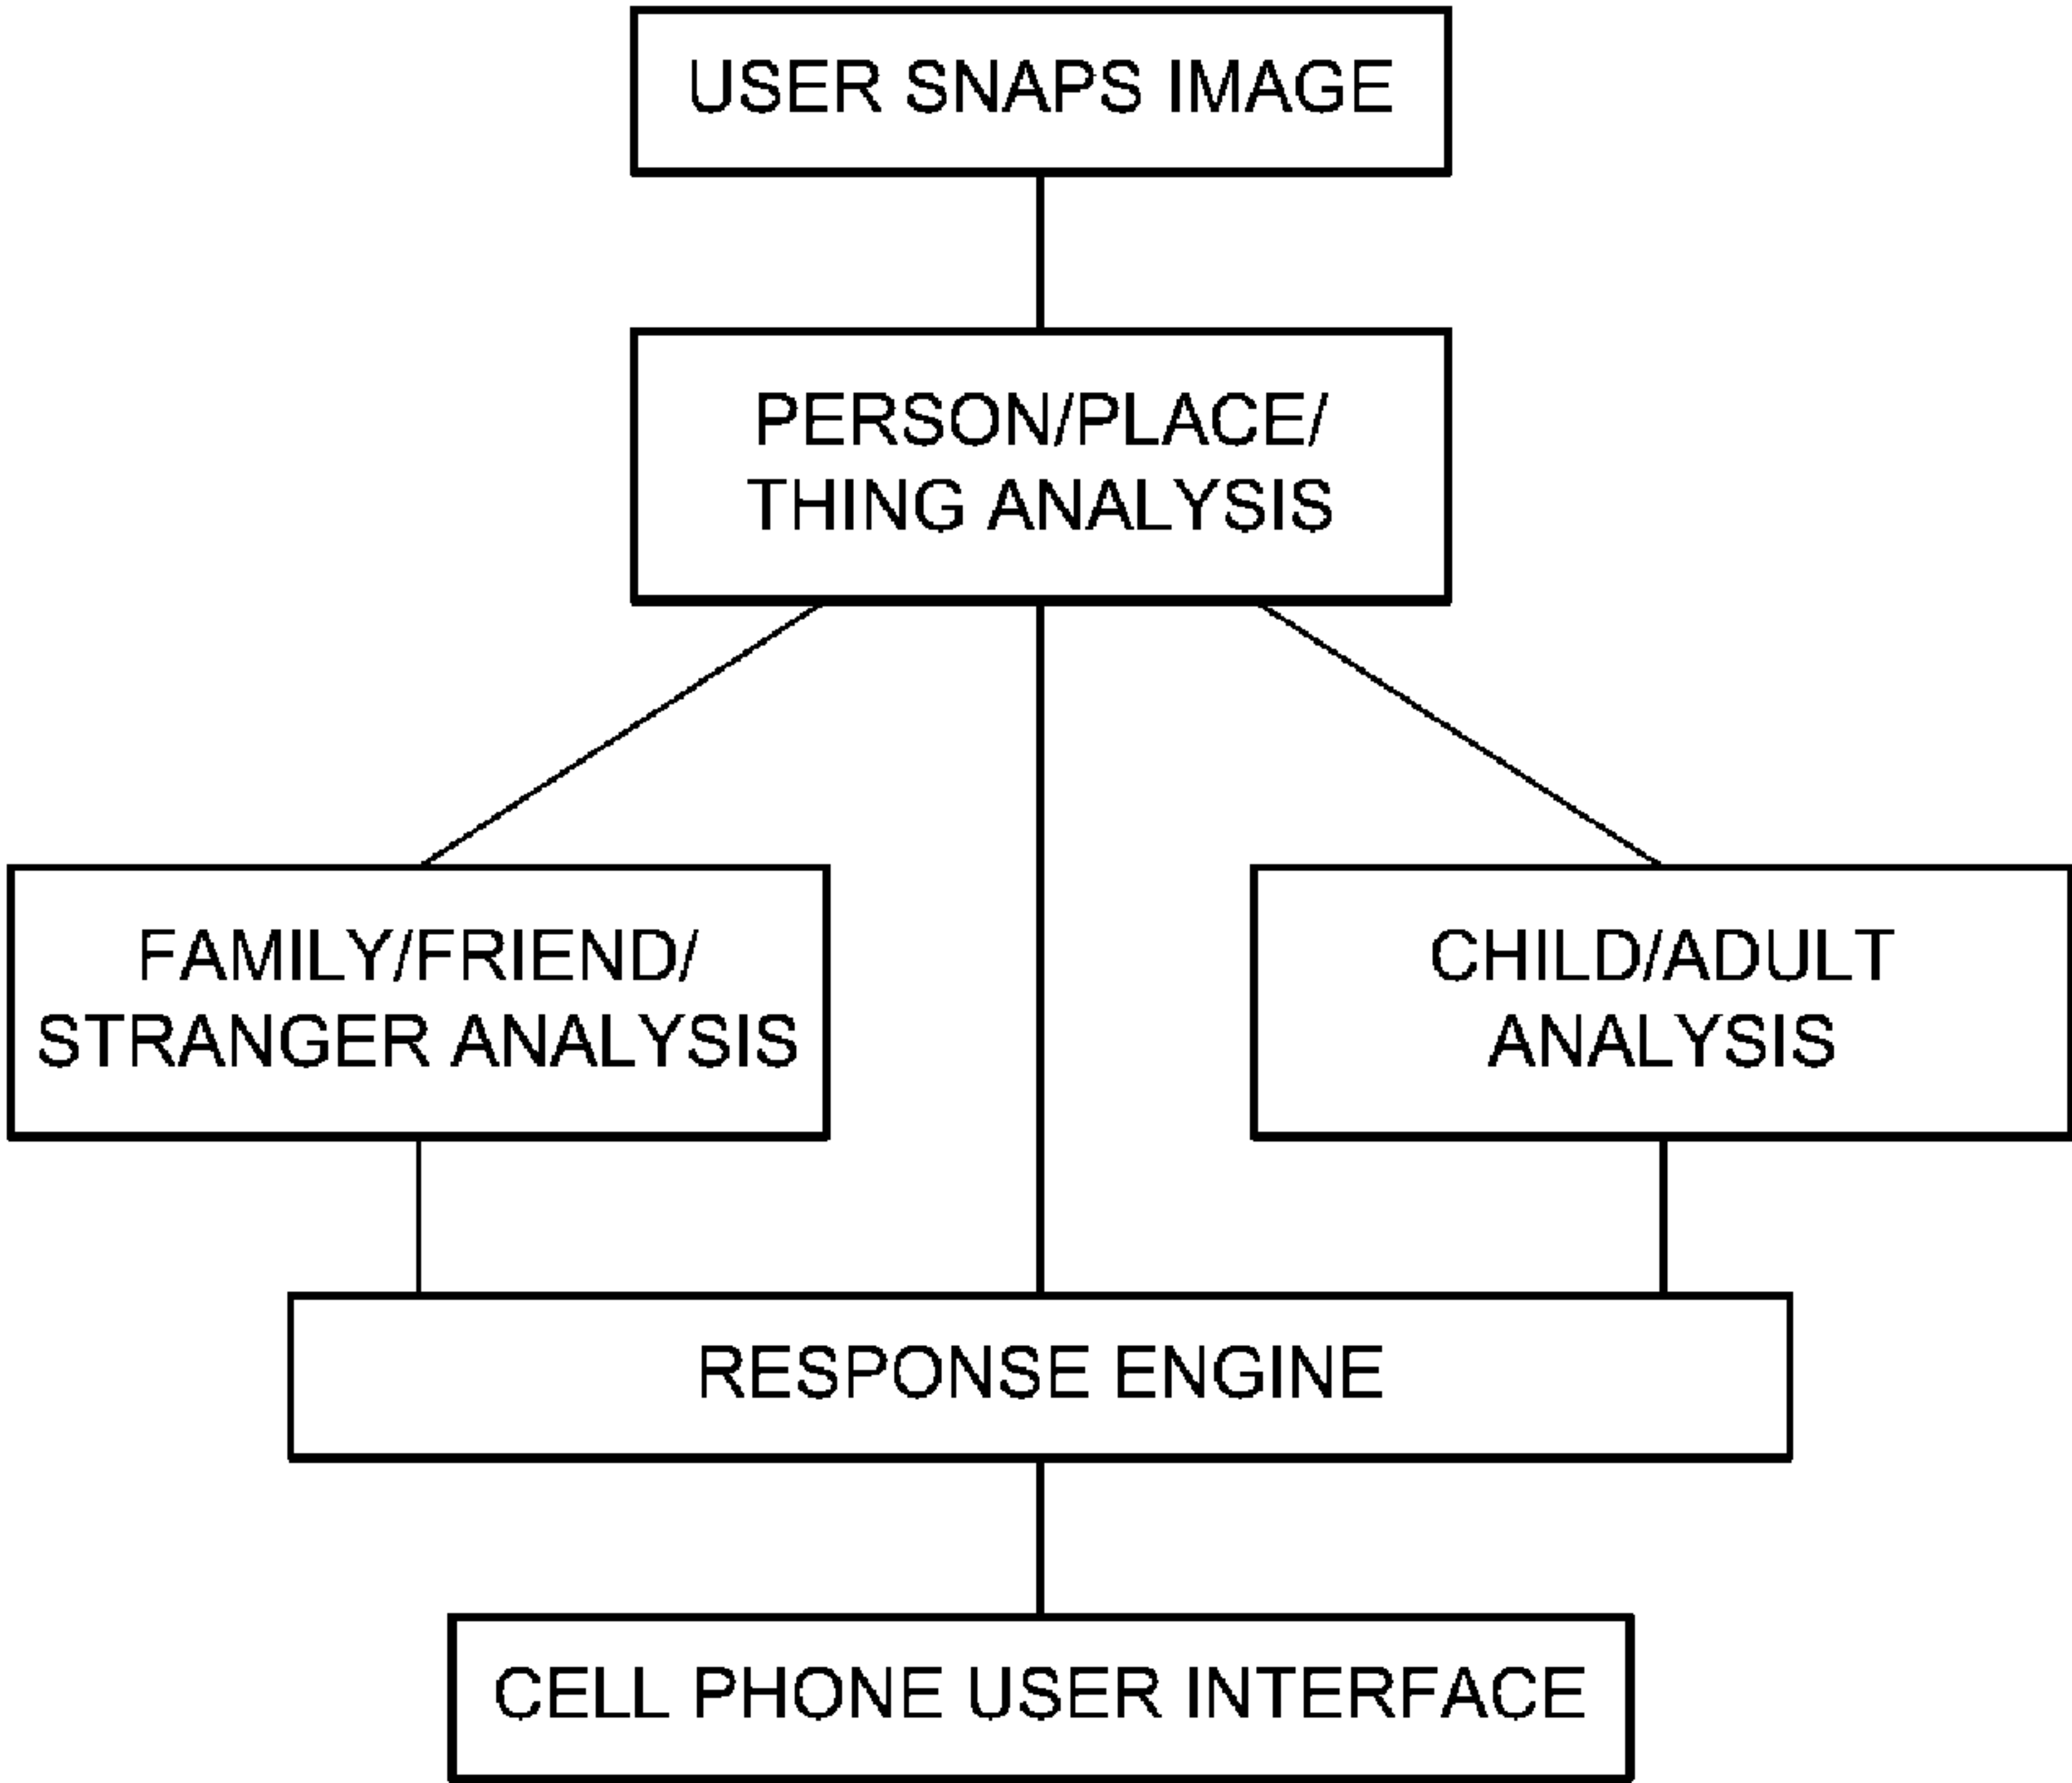 USER SNAPS IMAGE
PERSON/PLACE/
THING ANALYSIS
FAMILY/FRIEND/
STRANGER ANALYSIS
CHILD/ADULT
ANALYSIS
RESPONSE ENGINE
CELL PHONE USER INTERFACE